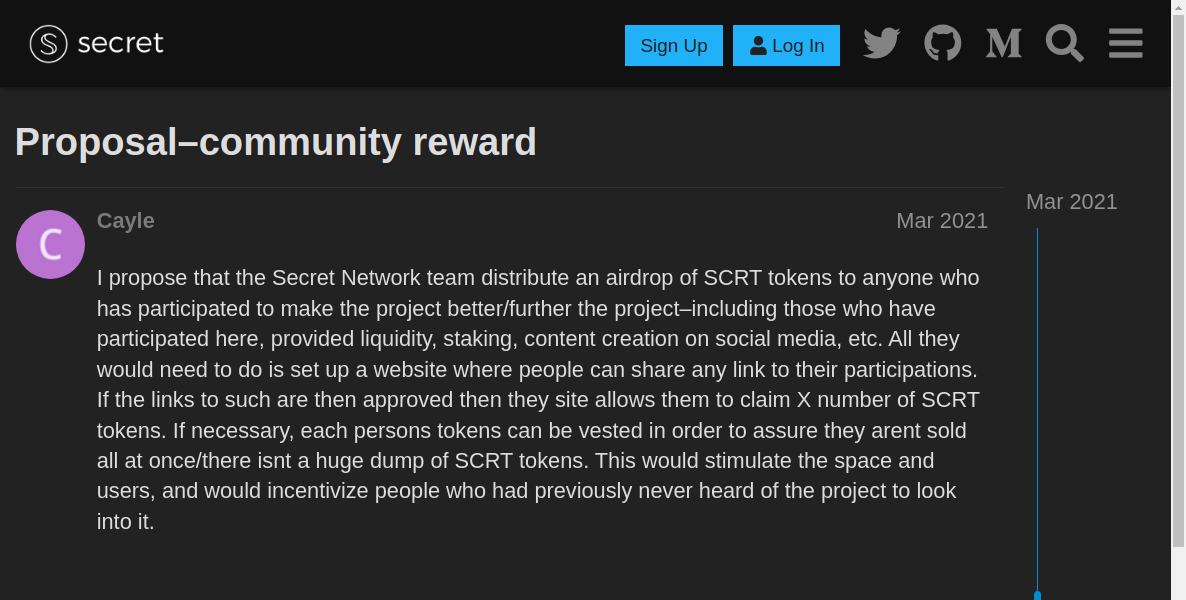 secret
Sign Up
Log In
Proposal–community reward
Mar 2021
C
Cayle
Mar 2021
I propose that the Secret Network team distribute an airdrop of SCRT tokens to anyone who
has participated to make the project better/further the project–including those who have
participated here, provided liquidity, staking, content creation on social media, etc. All they
would need to do is set up a website where people can share any link to their participations.
If the links to such are then approved then they site allows them to claim X number of SCRT
tokens. If necessary, each persons tokens can be vested in order to assure they arent sold
all at once/there isnt a huge dump of SCRT tokens. This would stimulate the space and
users, and would incentivize people who had previously never heard of the project to look
into it.